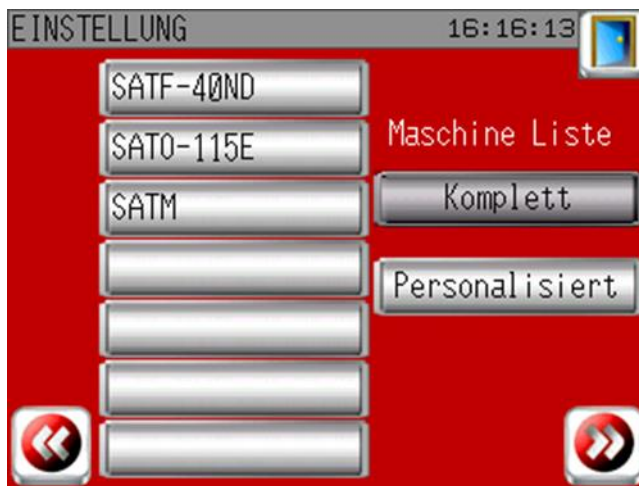 EINSTELLUNG 16:16:13
SATF-40ND
SATO-115E
SATM
Maschine Liste
Komplett
Personalisiert